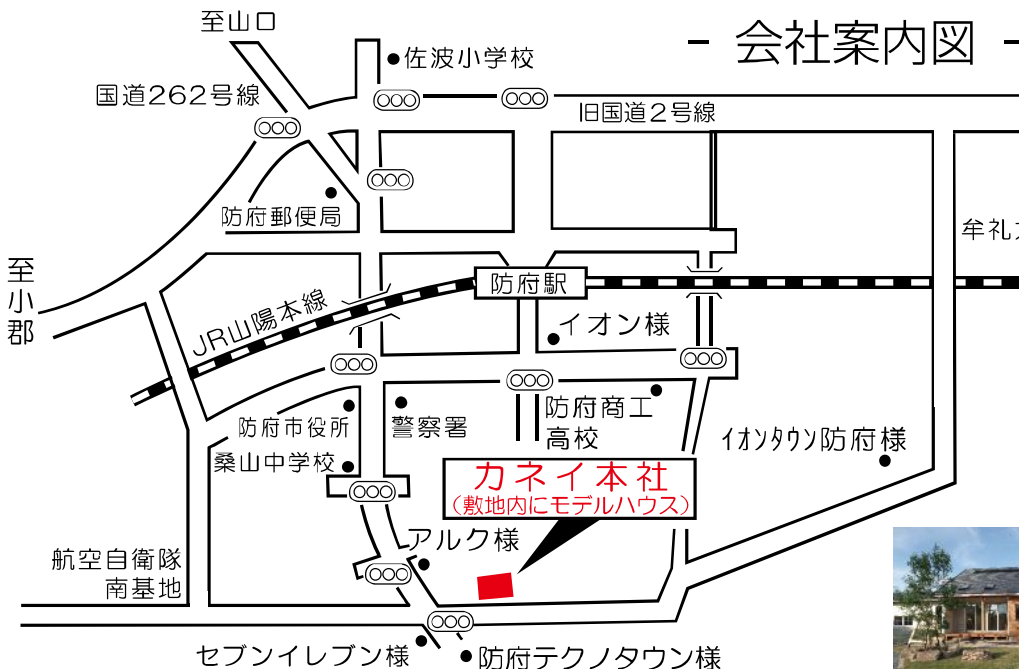 至山口
－ 会社案内図 －
佐波小学校
国道262号線
旧国道2号線
防府郵便局
牟礼
至小郡
防府駅
JR山陽本線
イオン様
防府市役所
警察署
防府商工
高校
イオンタウン防府様
桑山中学校
カネイ本社
(敷地内にモデルハウス)
アルク様
航空自衛隊
南基地
セブンイレブン様
防府テクノタウン様